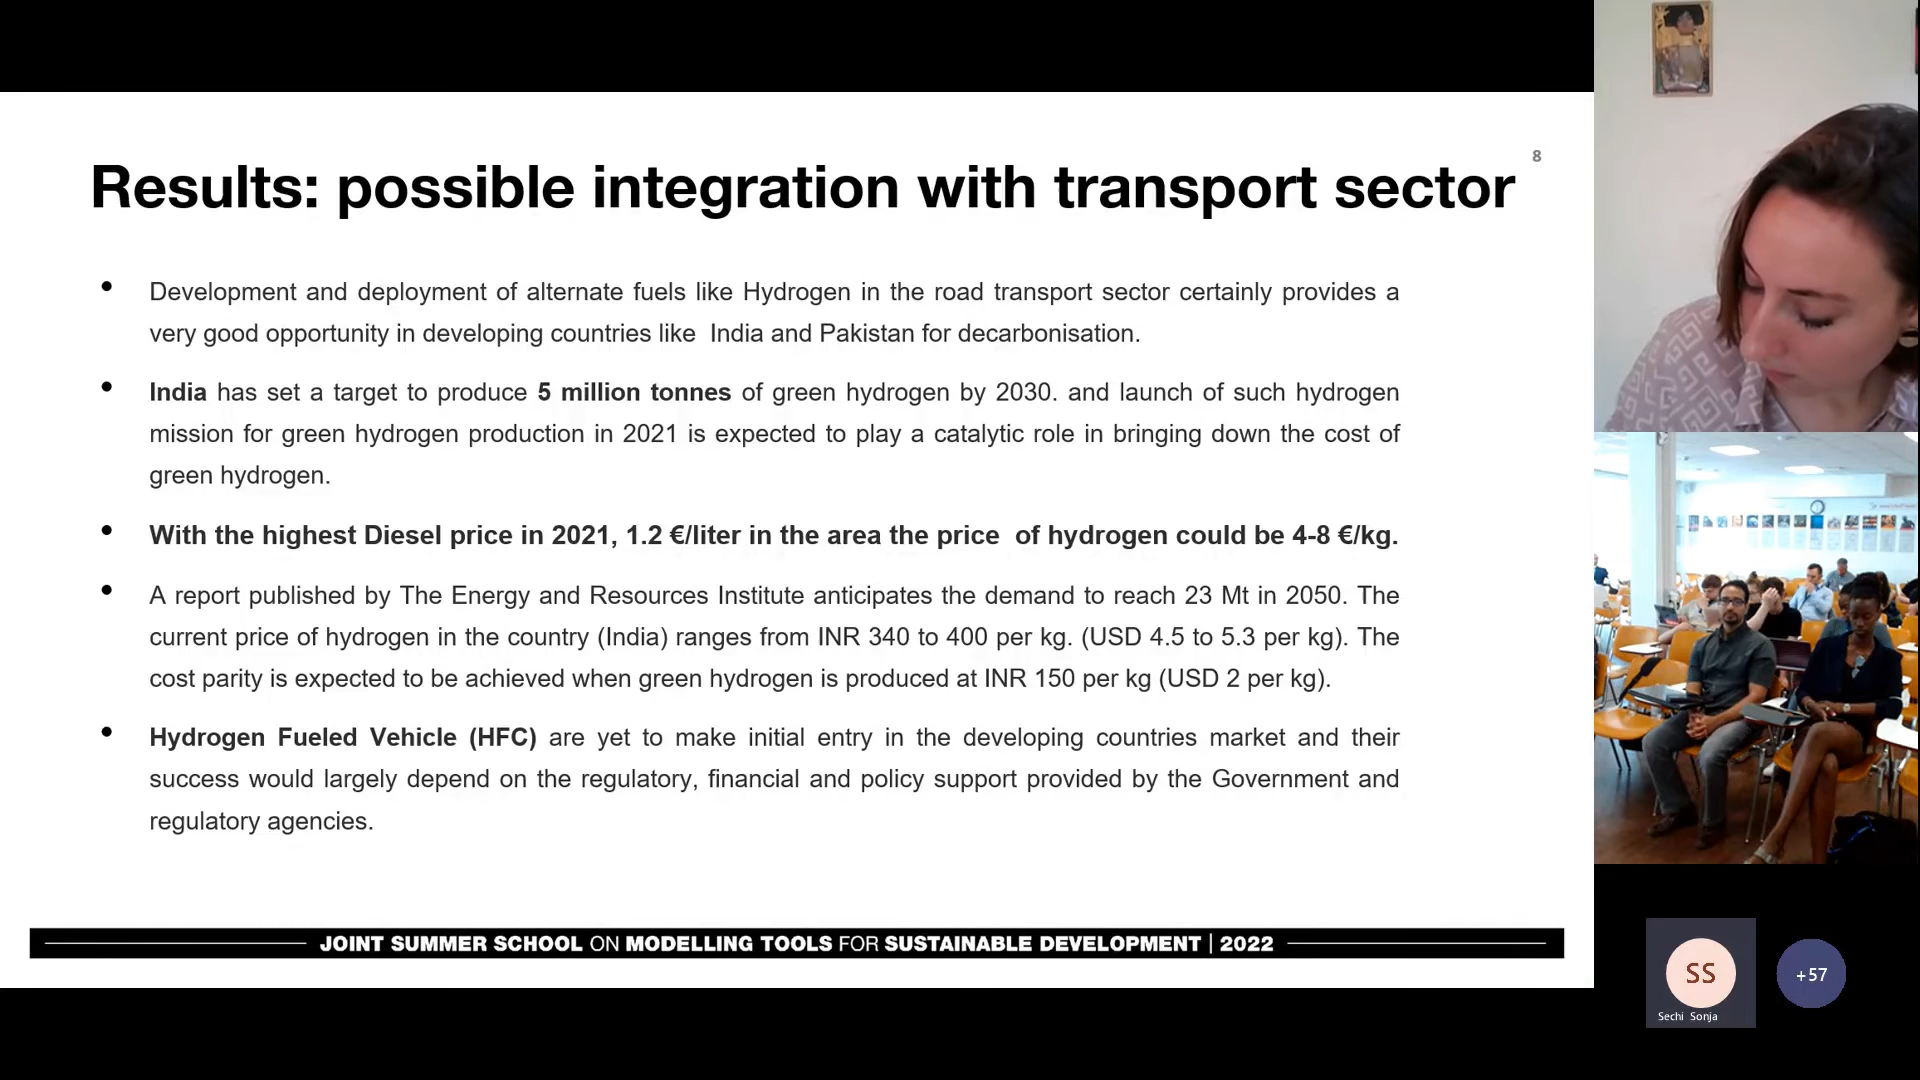 8
Results: possible integration with transport sector
• Development and deployment of alternate fuels like Hydrogen in the road transport sector certainly provides a
very good opportunity in developing countries like  India and Pakistan for decarbonisation.
• India has set a target to produce 5 million tonnes of green hydrogen by 2030. and launch of such hydrogen
mission for green hydrogen production in 2021 is expected to play a catalytic role in bringing down the cost of
green hydrogen.
• With the highest Diesel price in 2021, 1.2 €/liter in the area the price  of hydrogen could be 4-8 €/kg.
• A report published by The Energy and Resources Institute anticipates the demand to reach 23 Mt in 2050. The
current price of hydrogen in the country (India) ranges from INR 340 to 400 per kg. (USD 4.5 to 5.3 per kg). The
cost parity is expected to be achieved when green hydrogen is produced at INR 150 per kg (USD 2 per kg).
• Hydrogen Fueled Vehicle (HFC) are yet to make initial entry in the developing countries market and their
success would largely depend on the regulatory, financial and policy support provided by the Government and
regulatory agencies.
JOINT SUMMER SCHOOL ON MODELLING TOOLS FOR SUSTAINABLE DEVELOPMENT | 2022
SS
Sechi Sonja
+57